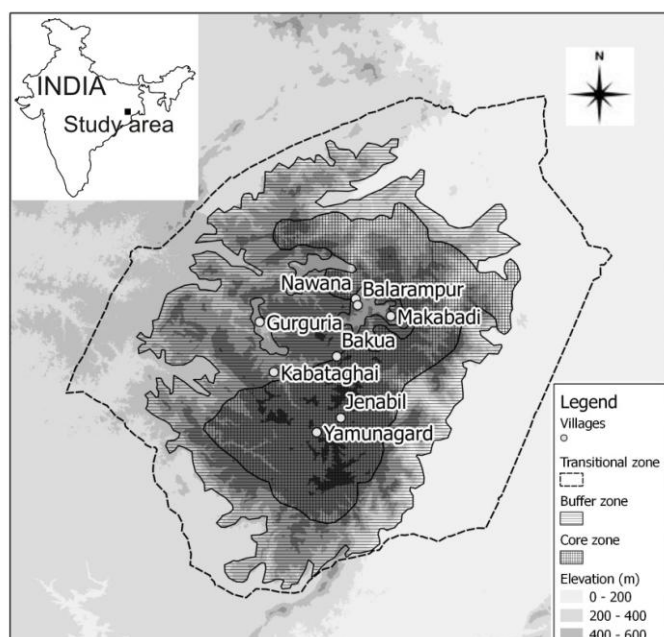 INDIA
Study area
N
Nawana
Balarampur
Gurguria
Makabadi
Bakua
Kabataghai
Jenabil
Yamunagard
Legend
Villages
Transitional zone
Buffer zone
Core zone
Elevation (m)
0 - 200
200 - 400
400 - 600